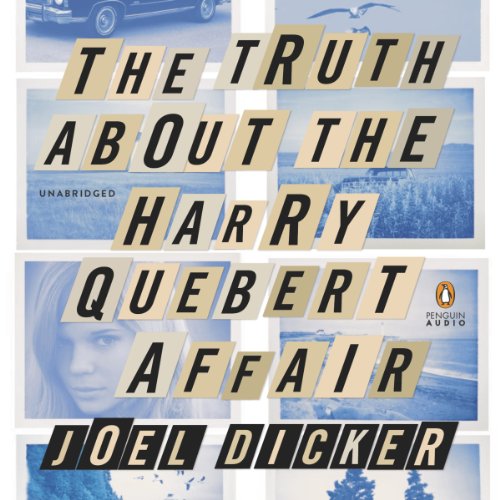 THE TRUTH
ABOUT THE
UNABRIDGED
HARRY
QUEBERT
PENGUIN
AUDIO
AFFAIR
JOEL DICKER